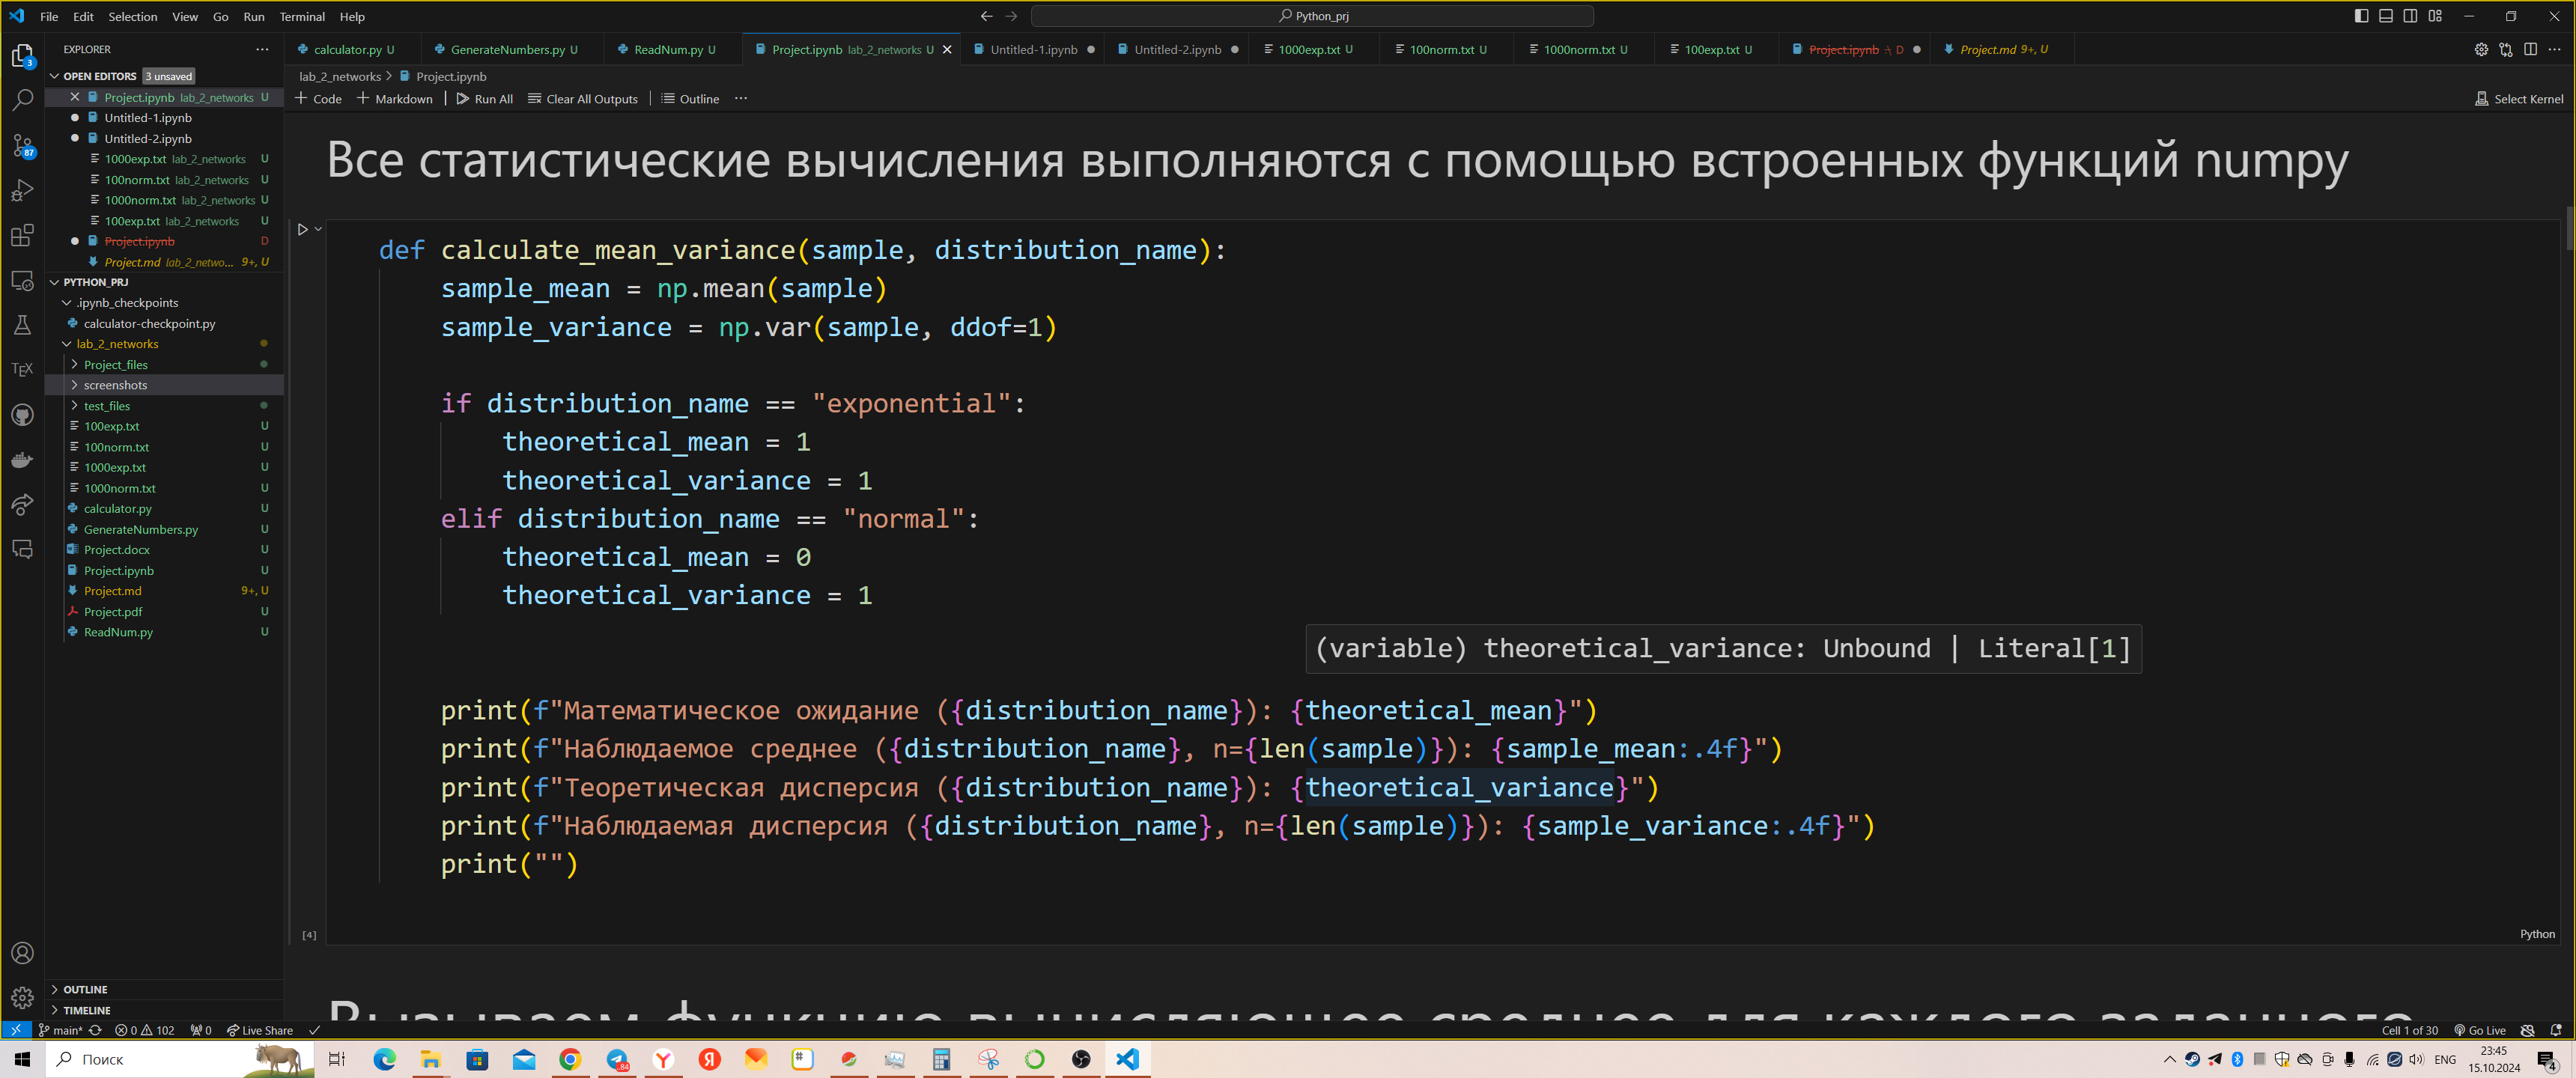 File Edit Selection View Go Run Terminal Help
Python_prj
EXPLORER
calculator.py U
GenerateNumbers.py U
ReadNum.py U
Project.ipynb lab_2_networks U
Untitled-1.ipynb
Untitled-2.ipynb
1000exp.txt U
100norm.txt U
1000norm.txt U
100exp.txt U
Project.ipynb D
Project.md 9+, U
OPEN EDITORS 3 unsaved
Project.ipynb lab_2_networks U
Untitled-1.ipynb
Untitled-2.ipynb
1000exp.txt lab_2_networks U
100norm.txt lab_2_networks U
1000norm.txt lab_2_networks U
100exp.txt lab_2_networks U
Project.ipynb D
Project.md lab_2_netwo... 9+, U
PYTHON_PRJ
.ipynb_checkpoints
calculator-checkpoint.py
lab_2_networks
Project_files
screenshots
test_files
100exp.txt U
100norm.txt U
1000exp.txt U
1000norm.txt U
calculator.py U
GenerateNumbers.py U
Project.docx U
Project.ipynb U
Project.md 9+, U
Project.pdf U
ReadNum.py U
OUTLINE
TIMELINE
lab_2_networks > Project.ipynb
+ Code + Markdown Run All Clear All Outputs Outline ...
Select Kernel
Все статистические вычисления выполняются с помощью встроенных функций numpy
def calculate_mean_variance(sample, distribution_name):
sample_mean = np.mean(sample)
sample_variance = np.var(sample, ddof=1)
if distribution_name == "exponential":
theoretical_mean = 1
theoretical_variance = 1
elif distribution_name == "normal":
theoretical_mean = 0
theoretical_variance = 1
(variable) theoretical_variance: Unbound | Literal[1]
print(f"Математическое ожидание ({distribution_name}): {theoretical_mean}")
print(f"Наблюдаемое среднее ({distribution_name}, n={len(sample)}): {sample_mean:.4f}")
print(f"Теоретическая дисперсия ({distribution_name}): {theoretical_variance}")
print(f"Наблюдаемая дисперсия ({distribution_name}, n={len(sample)}): {sample_variance:.4f}")
print("")
[4]
Python
Вызываем функцию вычисляющее среднее для каждого заданного
main* 0 102 0 Live Share
Cell 1 of 30 Go Live
Поиск
ENG
23:45
15.10.2024